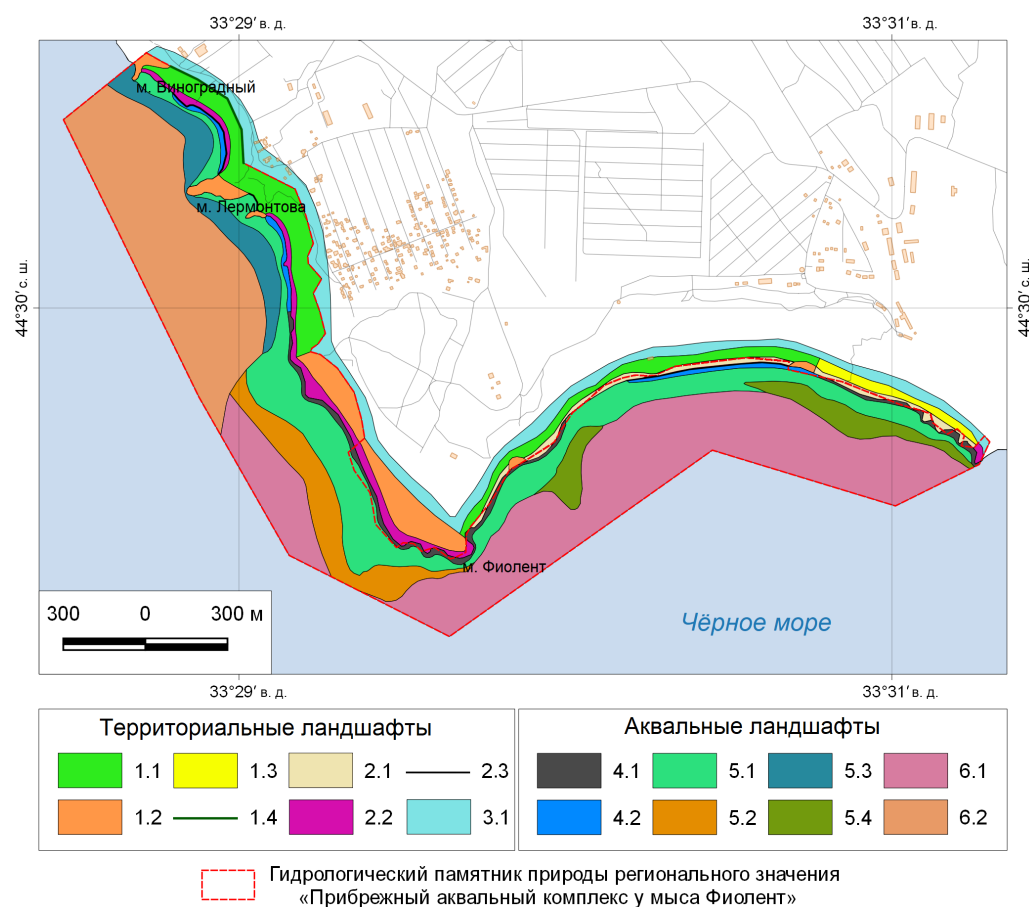 33°29′ в. д.
33°31′ в. д.
м. Виноградный
м. Лермонтова
44°30′ с. ш.
44°30′ с. ш.
м. Фиолент
300 0 300 м
Чёрное море
33°29′ в. д.
33°31′ в. д.
Территориальные ландшафты
1.1 1.3 2.1 2.3
1.2 1.4 2.2 3.1
Аквальные ландшафты
4.1 5.1 5.3 6.1
4.2 5.2 5.4 6.2
Гидрологический памятник природы регионального значения
«Прибрежный аквальный комплекс у мыса Фиолент»